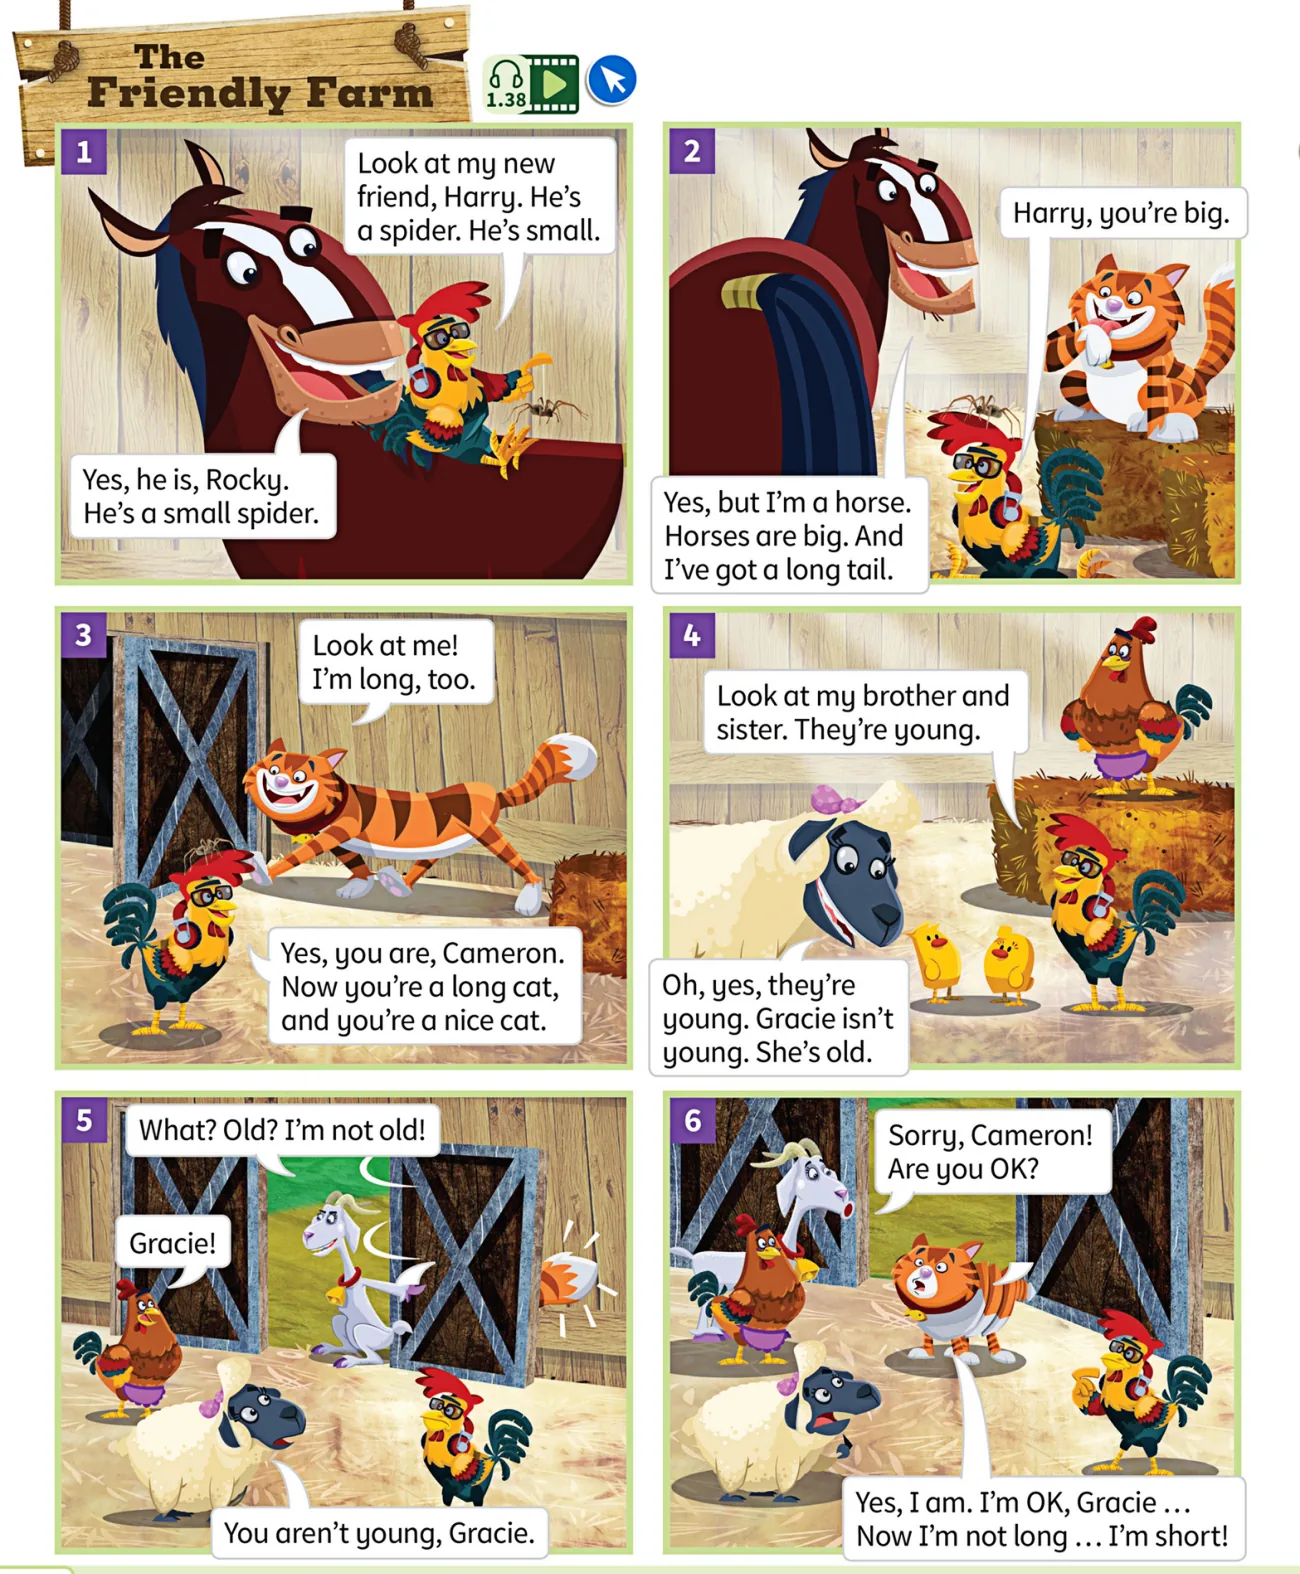 The
Friendly Farm
1.38
1
Look at my new
friend, Harry. He's
a spider. He's small.
Yes, he is, Rocky.
He's a small spider.
2
Harry, you're big.
Yes, but I'm a horse.
Horses are big. And
I've got a long tail.
3
Look at me!
I'm long, too.
Yes, you are, Cameron.
Now you're a long cat,
and you're a nice cat.
4
Look at my brother and
sister. They're young.
Oh, yes, they're
young. Gracie isn't
young. She's old.
5
What? Old? I'm not old!
Gracie!
You aren't young, Gracie.
6
Sorry, Cameron!
Are you OK?
Yes, I am. I'm OK, Gracie ...
Now I'm not long ... I'm short!